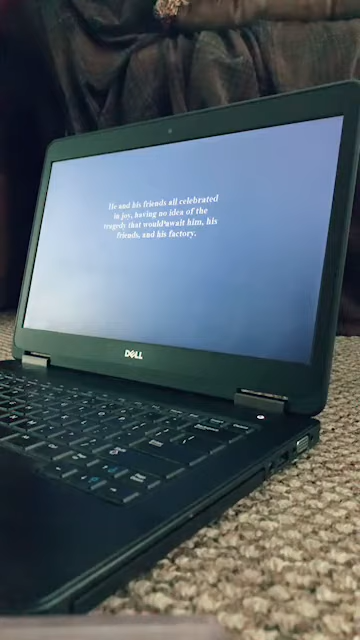 He and his friends all celebrated
in joy, having no idea of the
tragedy that would await him, his
friends, and his factory.
DELL